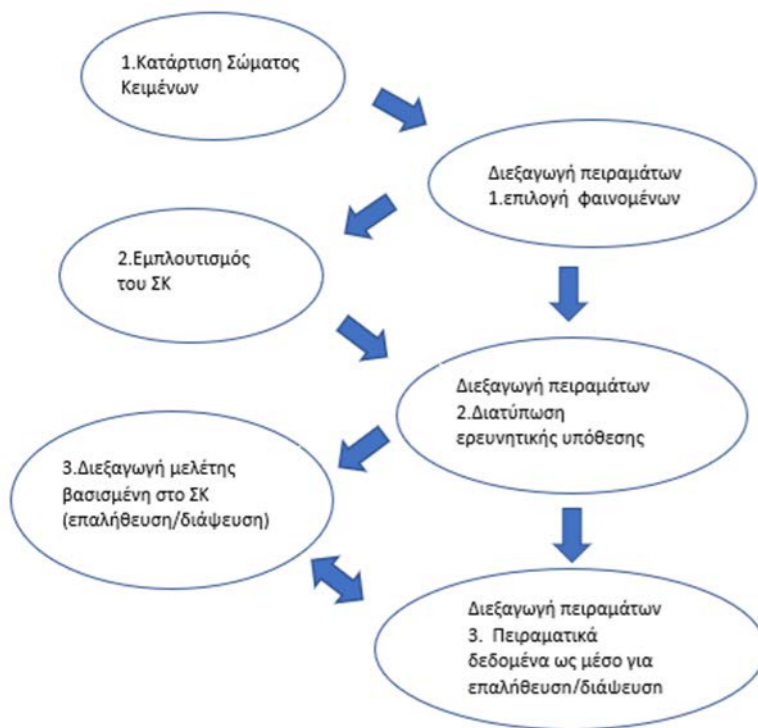 1.Κατάρτιση Σώματος
Κειμένων
Διεξαγωγή πειραμάτων
1.επιλογή φαινομένων
2.Εμπλουτισμός
του ΣΚ
Διεξαγωγή πειραμάτων
2.Διατύπωση
ερευνητικής υπόθεσης
3.Διεξαγωγή μελέτης
βασισμένη στο ΣΚ
(επαλήθευση/διάψευση)
Διεξαγωγή πειραμάτων
3. Πειραματικά
δεδομένα ως μέσο για
επαλήθευση/διάψευση